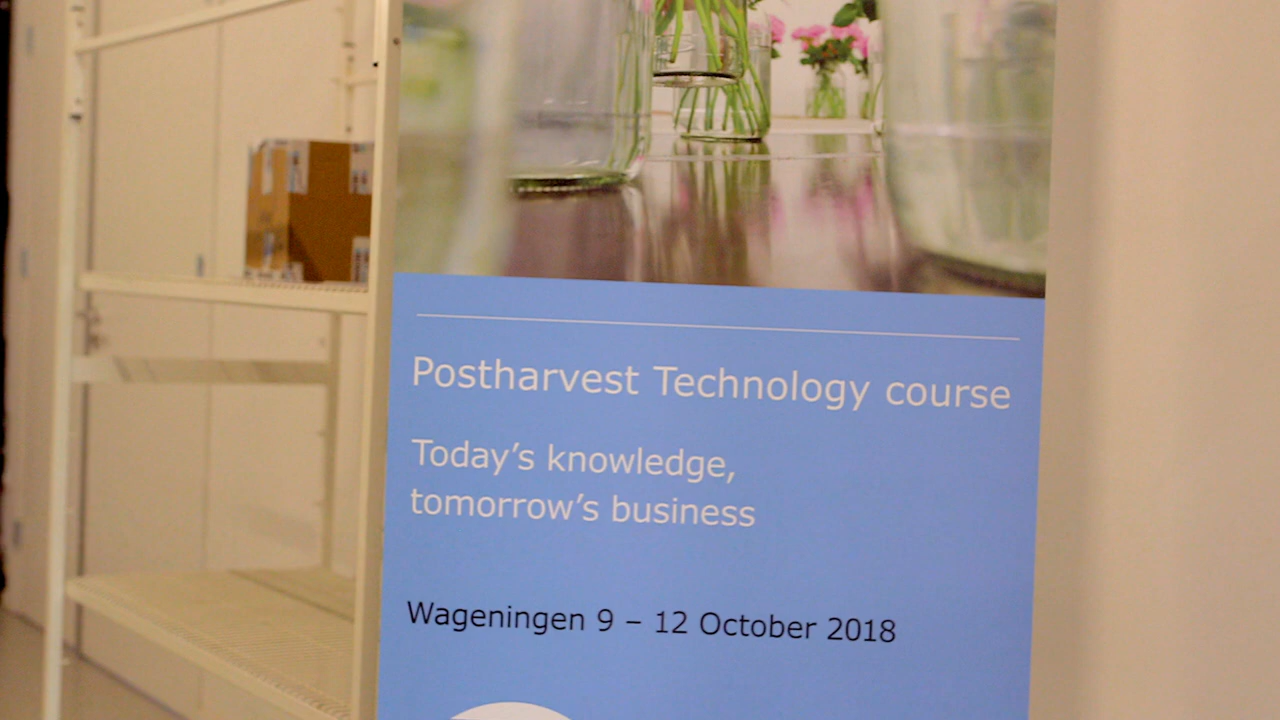 Postharvest Technology course
Today's knowledge,
tomorrow's business
Wageningen 9 – 12 October 2018